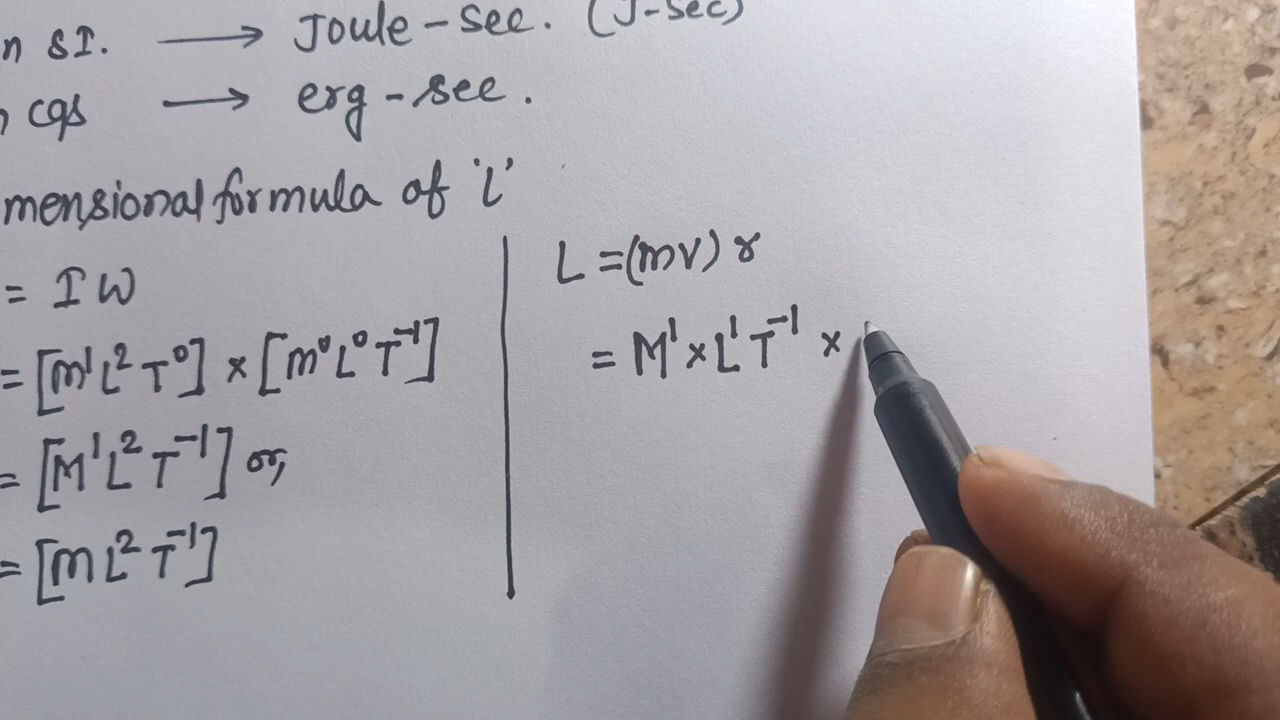 n SI. → Joule-sec. (J-sec)
n cgs → erg-sec.
mensional formula of 'L'
= I ω
= [M¹L²T⁰] × [M⁰L⁰T⁻¹]
= [M¹L²T⁻¹] or,
= [ML²T⁻¹]
L = (mv) r
= M¹ × L¹T⁻¹ ×